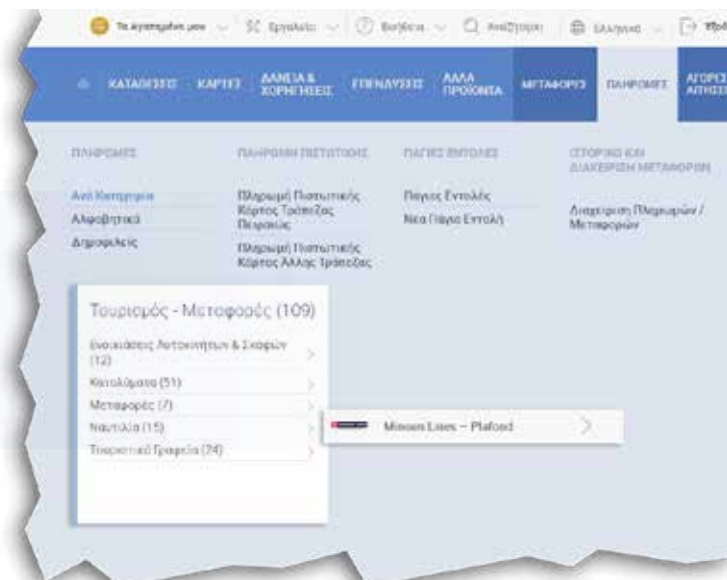 Τα Αγαπημένα μου Εργαλεία Βοήθεια Αναζήτηση Ελληνικά
ΚΑΤΑΘΕΣΕΙΣ ΚΑΡΤΕΣ ΔΑΝΕΙΑ & ΧΟΡΗΓΗΣΕΙΣ ΕΠΕΝΔΥΣΕΙΣ ΑΛΛΑ ΠΡΟΪΟΝΤΑ ΜΕΤΑΦΟΡΕΣ ΠΛΗΡΩΜΕΣ
ΠΛΗΡΩΜΕΣ
Ανά Κατηγορία
Αλφαβητικά
Δημοφιλείς
ΠΛΗΡΩΜΗ ΠΙΣΤΩΤΙΚΗΣ
Πληρωμή Πιστωτικής
Κάρτας Τράπεζας
Πειραιώς
Πληρωμή Πιστωτικής
Κάρτας Άλλης Τράπεζας
ΠΑΓΙΕΣ ΕΝΤΟΛΕΣ
Πάγιες Εντολές
Νέα Πάγια Εντολή
ΙΣΤΟΡΙΚΟ ΚΑΙ
ΔΙΑΧΕΙΡΙΣΗ ΜΕΤΑΦΟΡΩΝ
Διαχείριση Πληρωμών /
Μεταφορών
Τουρισμός - Μεταφορές (109)
Ενοικιάσεις Αυτοκινήτων & Σκαφών
(12)
Καταλύματα (51)
Μεταφορές (7)
Ναυτιλία (15)
Τουριστικά Γραφεία (24)
Minoan Lines – Plafond